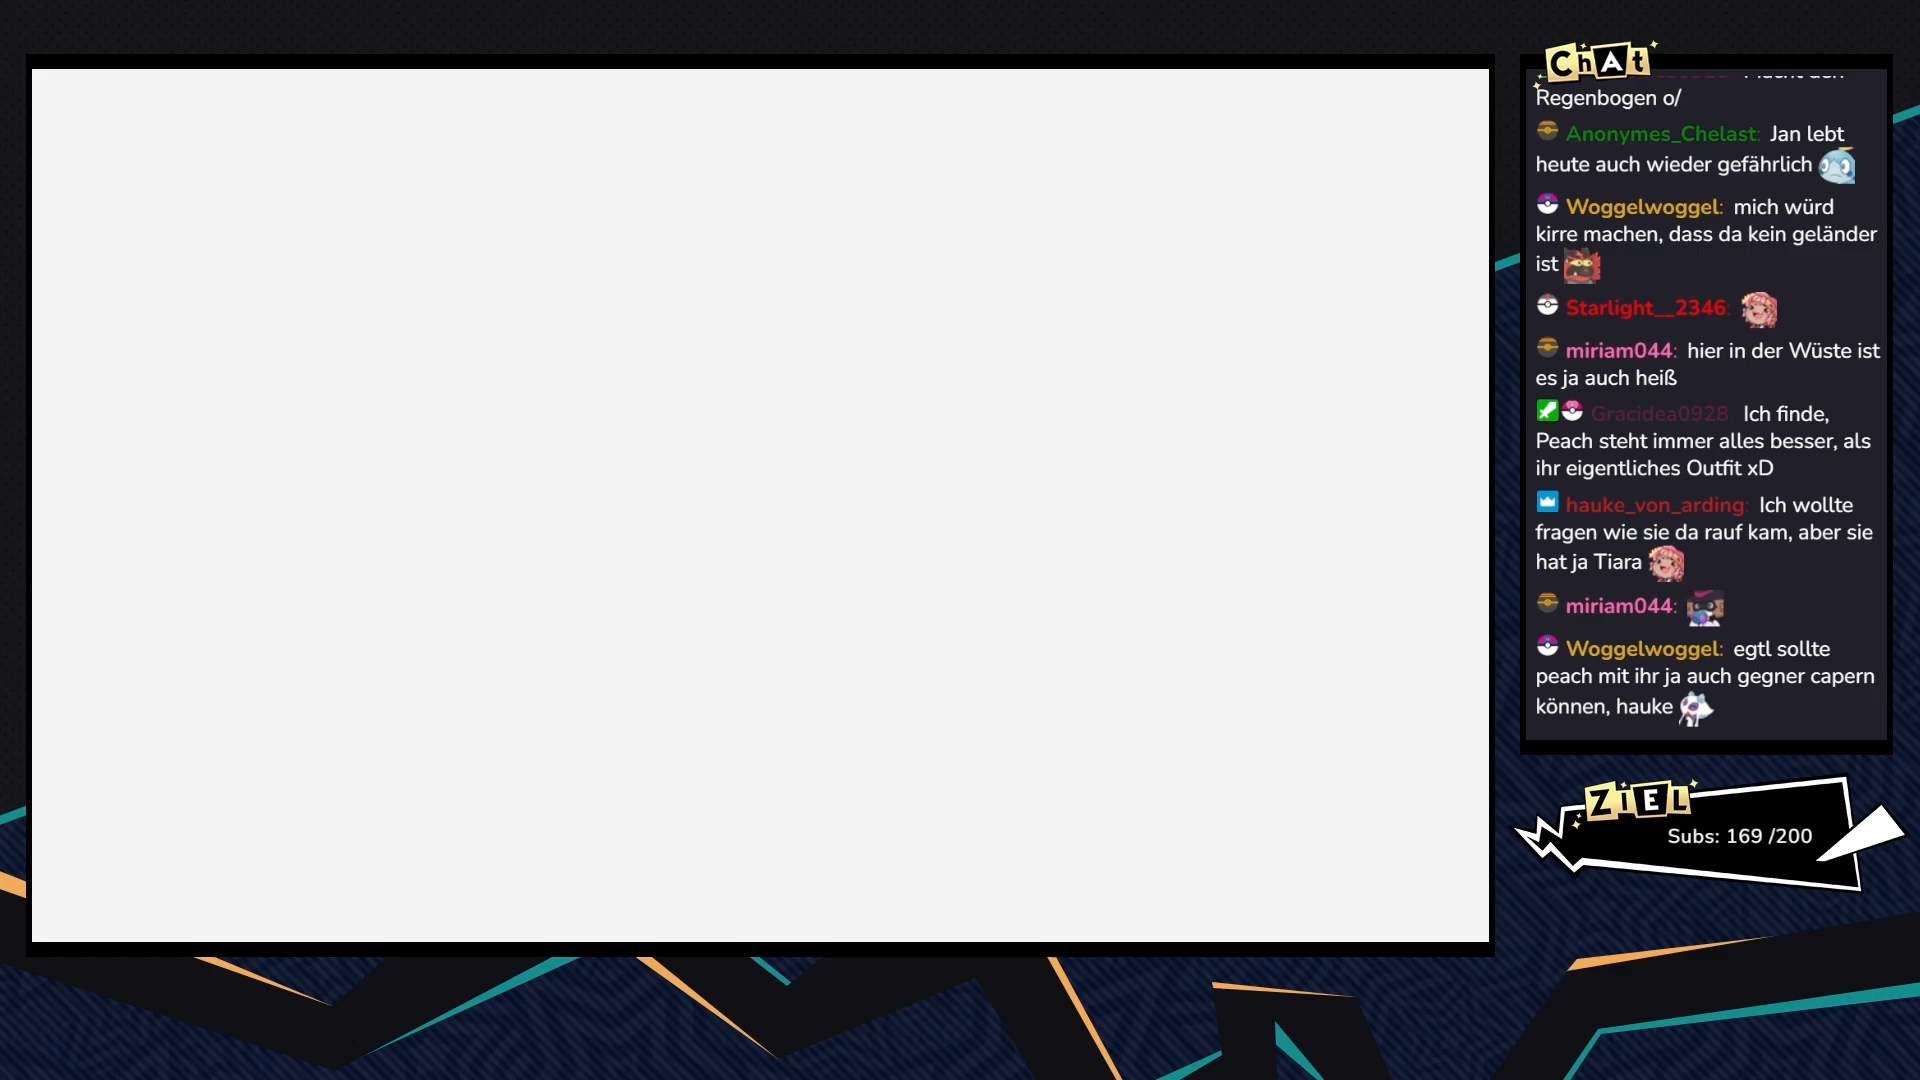 Chat
Regenbogen o/
Anonymes_Chelast: Jan lebt
heute auch wieder gefährlich
Woggelwoggel: mich würd
kirre machen, dass da kein geländer
ist
Starlight__2346:
miriam044: hier in der Wüste ist
es ja auch heiß
Gracidea0928: Ich finde,
Peach steht immer alles besser, als
ihr eigentliches Outfit xD
hauke_von_arding: Ich wollte
fragen wie sie da rauf kam, aber sie
hat ja Tiara
miriam044:
Woggelwoggel: egtl sollte
peach mit ihr ja auch gegner capern
können, hauke
ZIEL
Subs: 169 /200